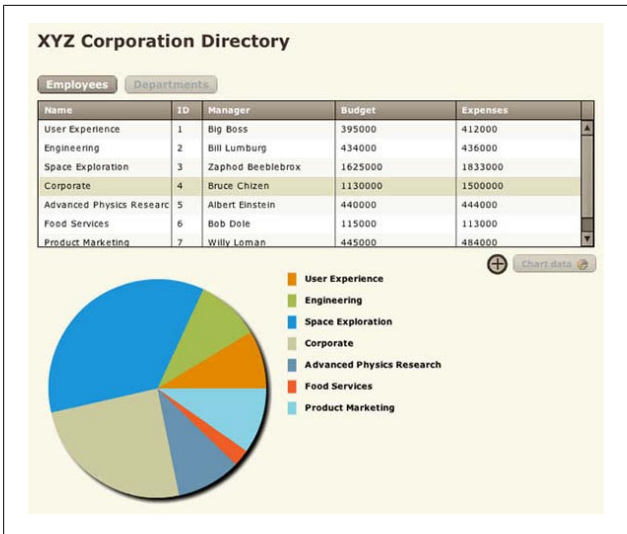 XYZ Corporation Directory
Employees Departments
Name ID Manager Budget Expenses
User Experience 1 Big Boss 395000 412000
Engineering 2 Bill Lumburg 434000 436000
Space Exploration 3 Zaphod Beeblebrox 1625000 1833000
Corporate 4 Bruce Chizen 1130000 1500000
Advanced Physics Researc 5 Albert Einstein 440000 444000
Food Services 6 Bob Dole 115000 113000
Product Marketing 7 Willy Loman 445000 484000
Chart data
User Experience
Engineering
Space Exploration
Corporate
Advanced Physics Research
Food Services
Product Marketing